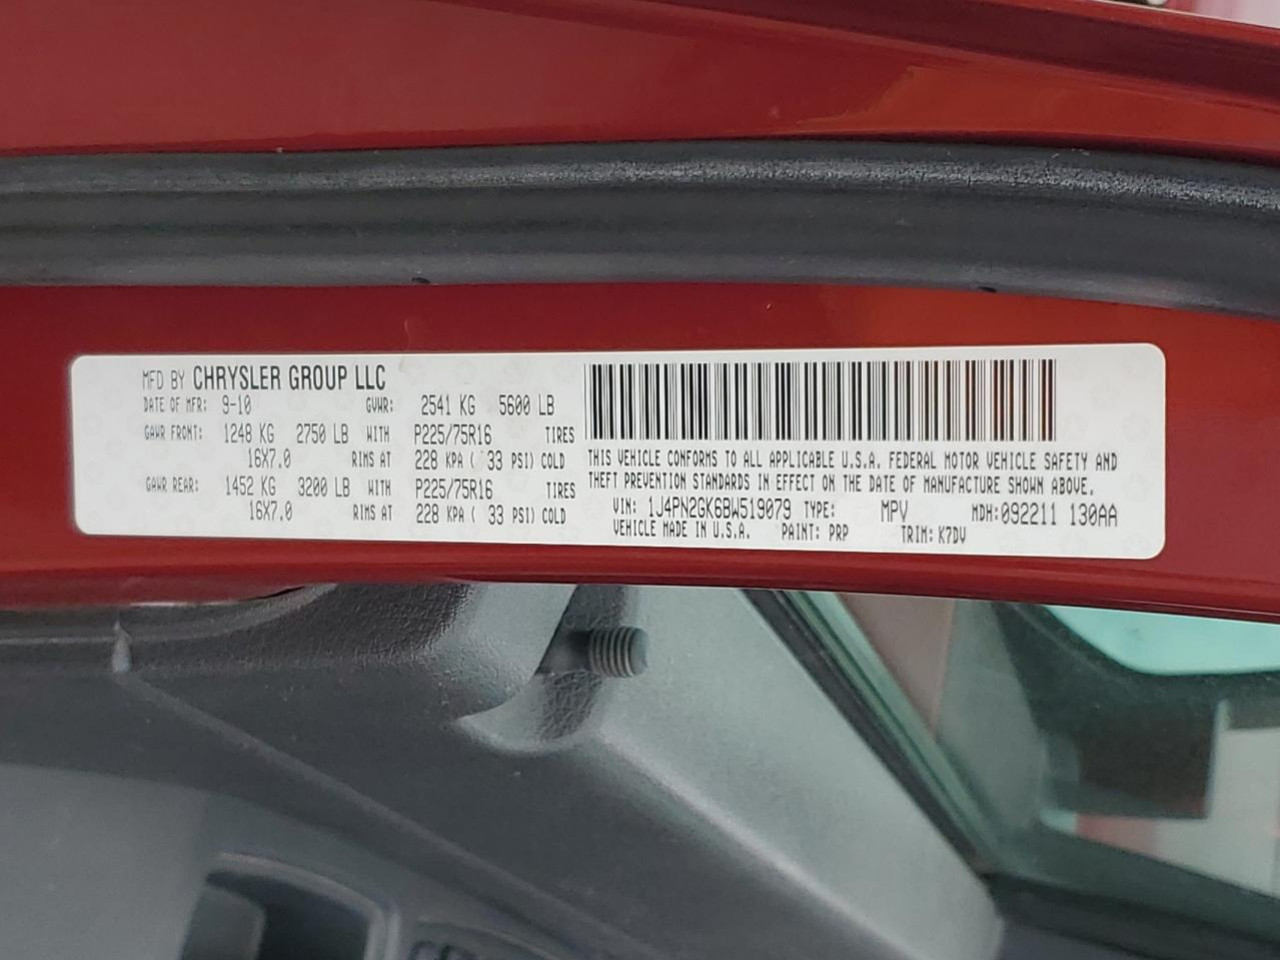 MFD BY CHRYSLER GROUP LLC
DATE OF MFR: 9-10 GVWR: 2541 KG 5600 LB
GAWR FRONT: 1248 KG 2750 LB WITH P225/75R16 TIRES
16X7.0 RIMS AT 228 KPA ( 33 PSI) COLD
GAWR REAR: 1452 KG 3200 LB WITH P225/75R16 TIRES
16X7.0 RIMS AT 228 KPA ( 33 PSI) COLD
THIS VEHICLE CONFORMS TO ALL APPLICABLE U.S.A. FEDERAL MOTOR VEHICLE SAFETY AND
THEFT PREVENTION STANDARDS IN EFFECT ON THE DATE OF MANUFACTURE SHOWN ABOVE.
VIN: 1J4PN2GK6BW519079 TYPE: MPV MDH: 092211 130AA
VEHICLE MADE IN U.S.A. PAINT: PRP TRIM: K7DV